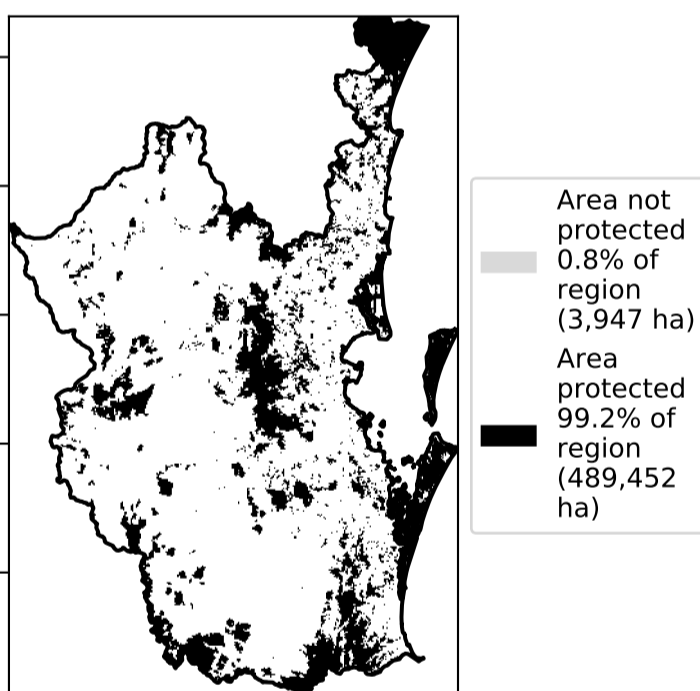 Area not
protected
0.8% of
region
(3,947 ha)
Area
protected
99.2% of
region
(489,452
ha)